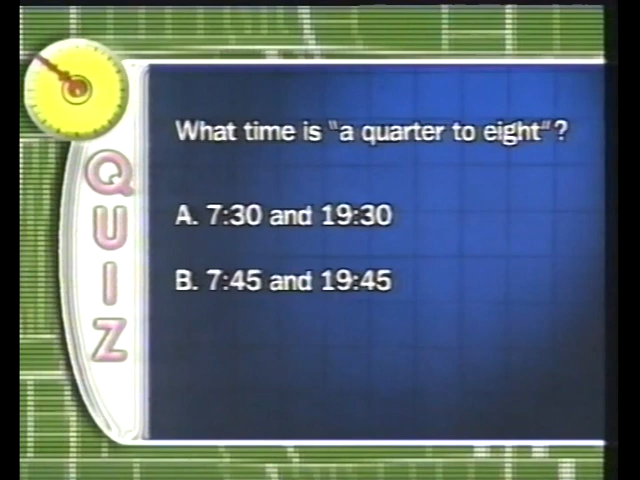 QUIZ
What time is "a quarter to eight"?
A. 7:30 and 19:30
B. 7:45 and 19:45